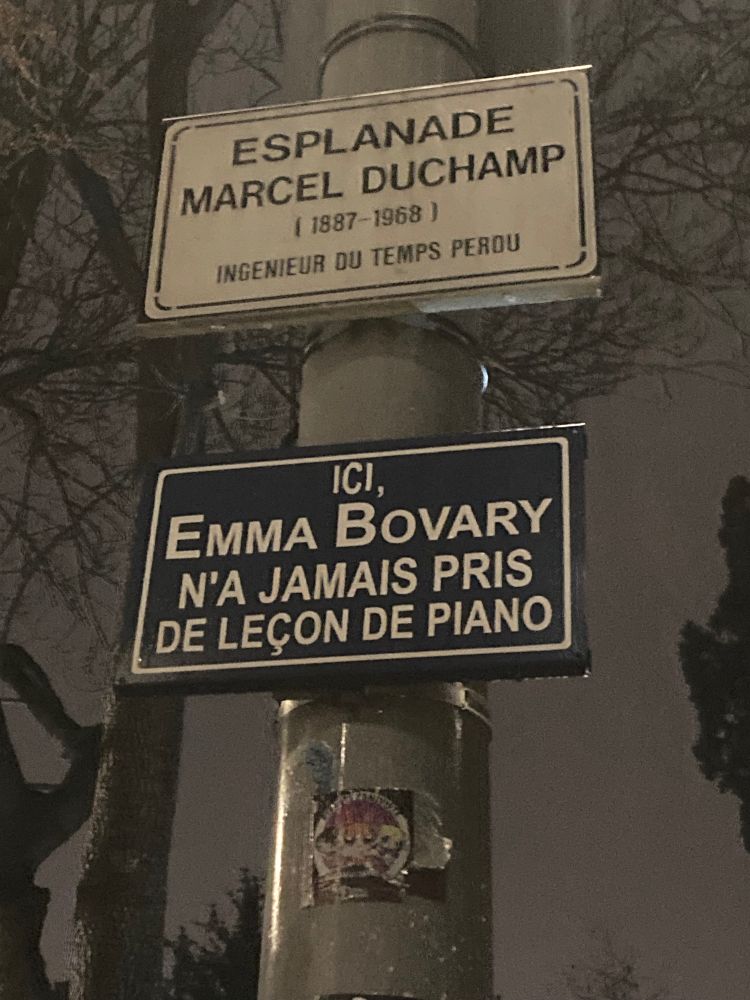 ESPLANADE
MARCEL DUCHAMP
( 1887-1968 )
INGENIEUR DU TEMPS PERDU
ICI,
EMMA BOVARY
N'A JAMAIS PRIS
DE LEÇON DE PIANO